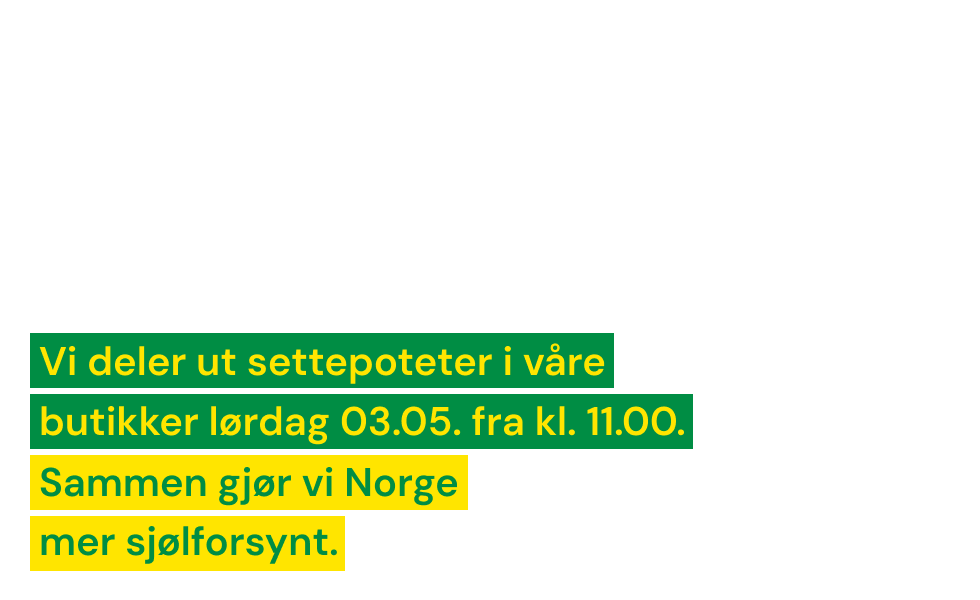 Vi deler ut settepoteter i våre
butikker lørdag 03.05. fra kl. 11.00.
Sammen gjør vi Norge
mer sjølforsynt.